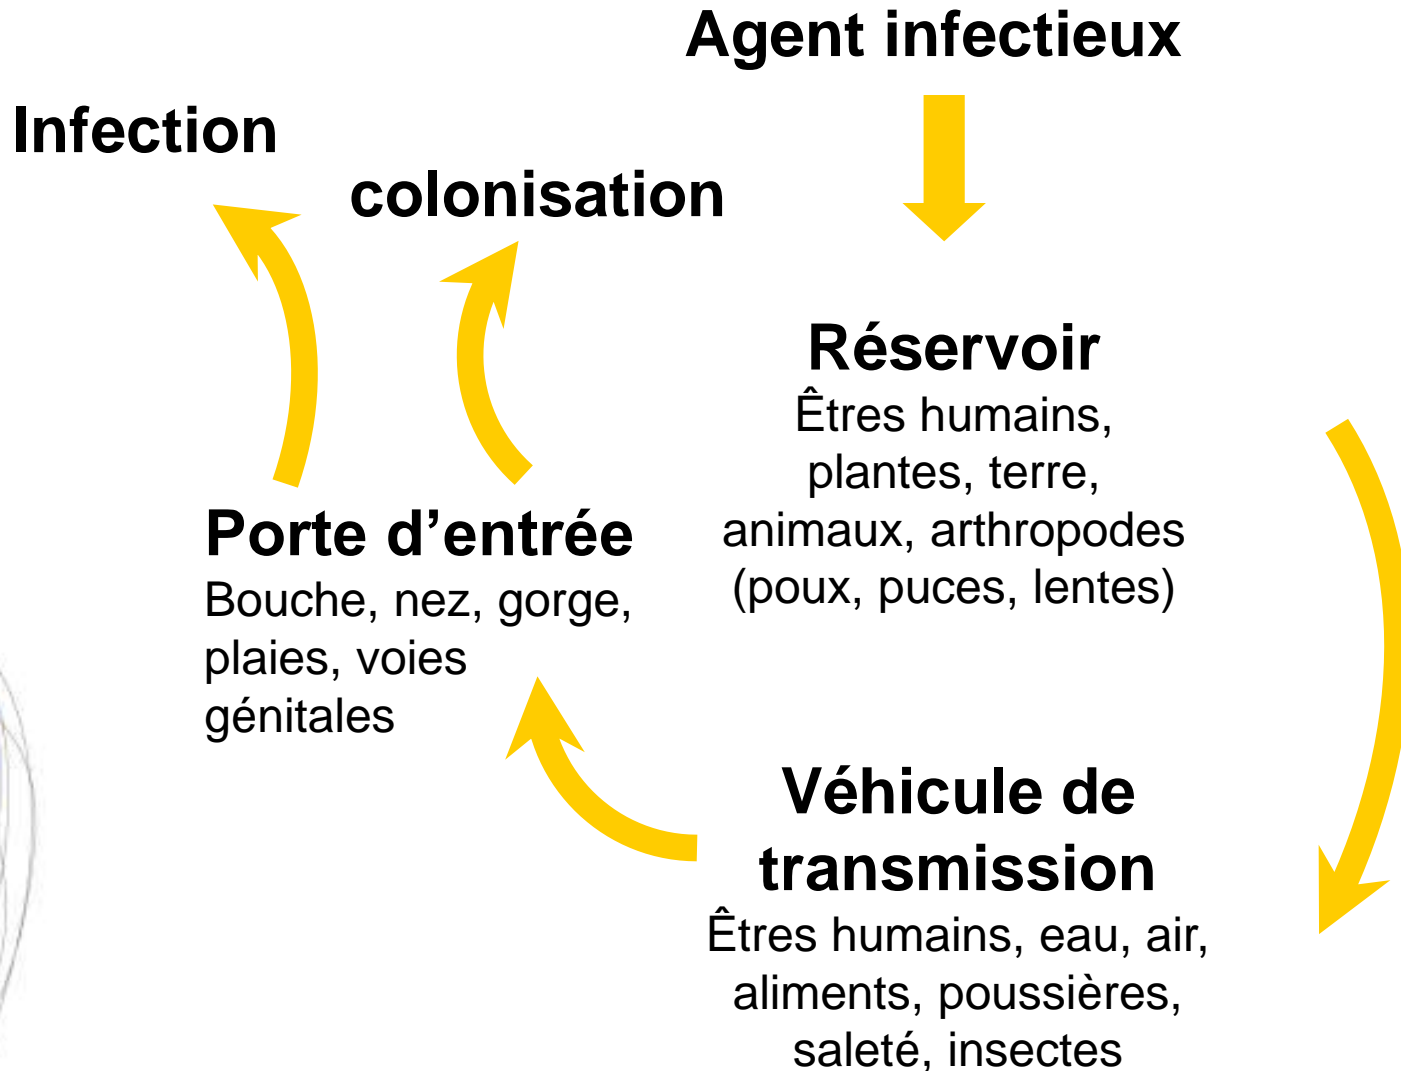 Agent infectieux
Infection
colonisation
Réservoir
Êtres humains,
plantes, terre,
animaux, arthropodes
(poux, puces, lentes)
Porte d’entrée
Bouche, nez, gorge,
plaies, voies
génitales
Véhicule de
transmission
Êtres humains, eau, air,
aliments, poussières,
saleté, insectes